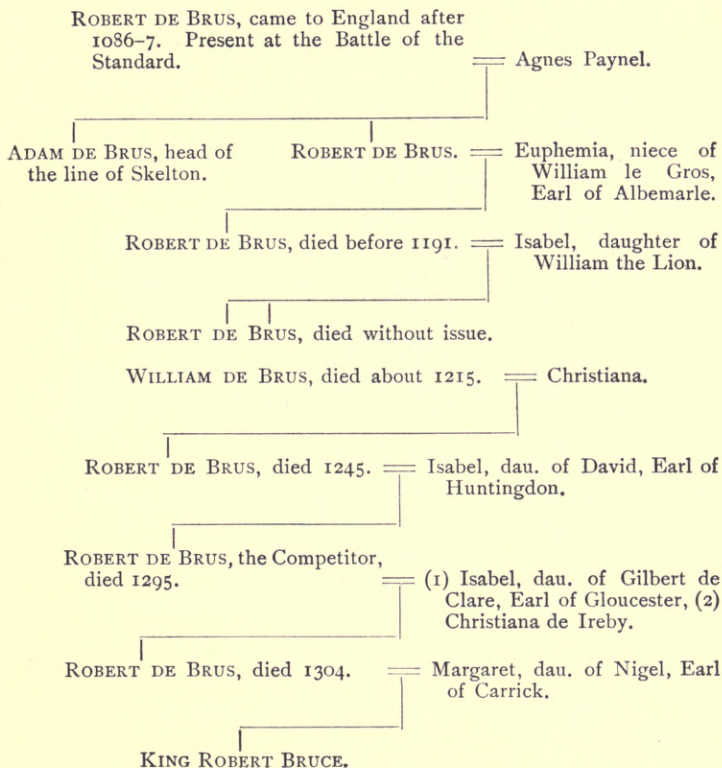 ROBERT DE BRUS, came to England after
1086–7. Present at the Battle of the
Standard.
Agnes Paynel.
ADAM DE BRUS, head of
the line of Skelton.
ROBERT DE BRUS.
Euphemia, niece of
William le Gros,
Earl of Albemarle.
ROBERT DE BRUS, died before 1191.
Isabel, daughter of
William the Lion.
ROBERT DE BRUS, died without issue.
WILLIAM DE BRUS, died about 1215.
Christiana.
ROBERT DE BRUS, died 1245.
Isabel, dau. of David, Earl of
Huntingdon.
ROBERT DE BRUS, the Competitor,
died 1295.
(1) Isabel, dau. of Gilbert de
Clare, Earl of Gloucester, (2)
Christiana de Ireby.
ROBERT DE BRUS, died 1304.
Margaret, dau. of Nigel, Earl
of Carrick.
KING ROBERT BRUCE.